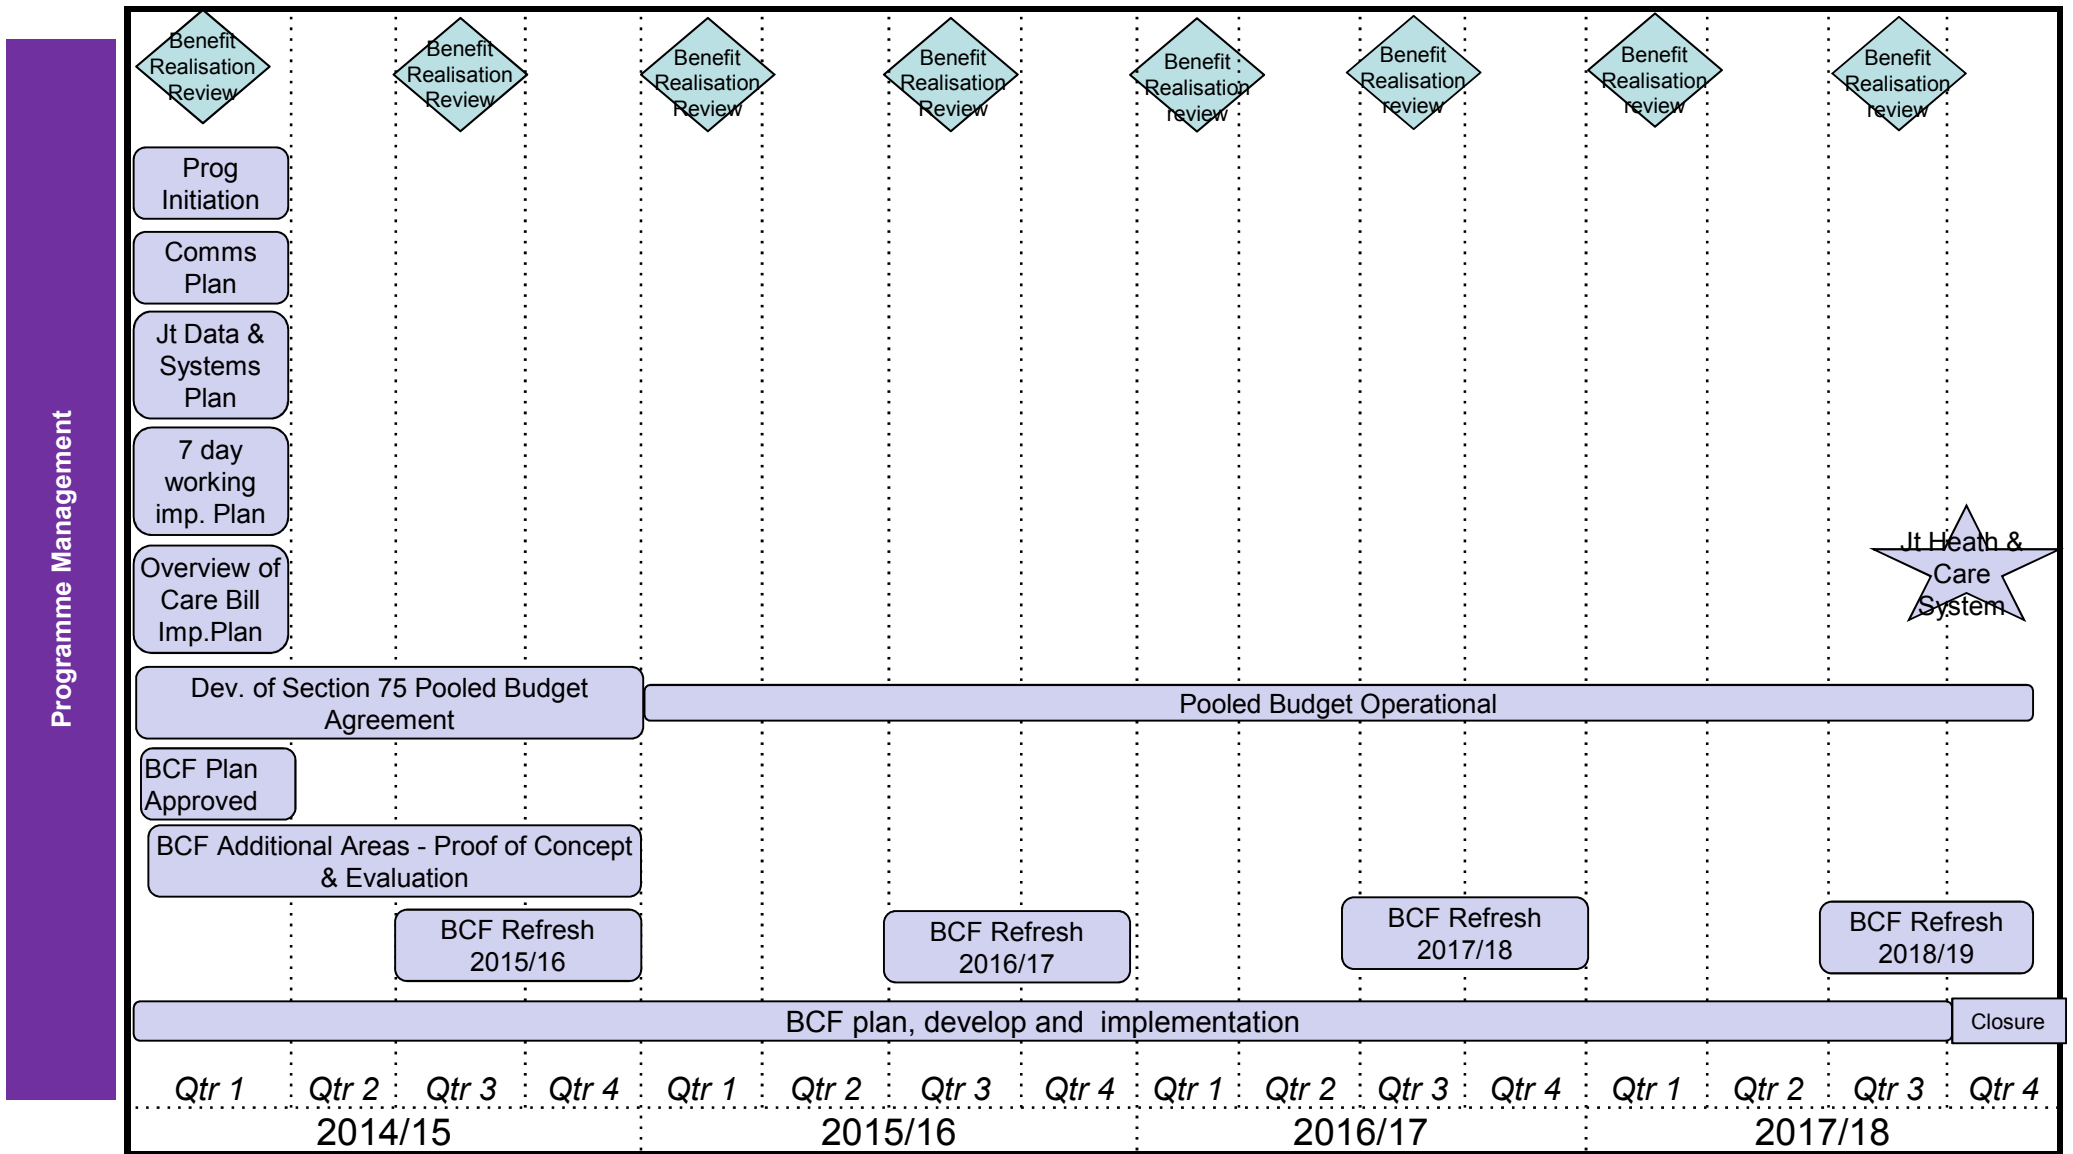 Programme Management
Benefit
Realisation
Review
Benefit
Realisation
Review
Benefit
Realisation
Review
Benefit
Realisation
Review
Benefit
Realisation
review
Benefit
Realisation
review
Benefit
Realisation
review
Benefit
Realisation
review
Prog
Initiation
Comms
Plan
Jt Data &
Systems
Plan
7 day
working
imp. Plan
Overview of
Care Bill
Imp.Plan
Jt Heath &
Care
System
Dev. of Section 75 Pooled Budget
Agreement
Pooled Budget Operational
BCF Plan
Approved
BCF Additional Areas - Proof of Concept
& Evaluation
BCF Refresh
2015/16
BCF Refresh
2016/17
BCF Refresh
2017/18
BCF Refresh
2018/19
BCF plan, develop and  implementation
Closure
Qtr 1 Qtr 2 Qtr 3 Qtr 4 Qtr 1 Qtr 2 Qtr 3 Qtr 4 Qtr 1 Qtr 2 Qtr 3 Qtr 4 Qtr 1 Qtr 2 Qtr 3 Qtr 4
2014/15 2015/16 2016/17 2017/18